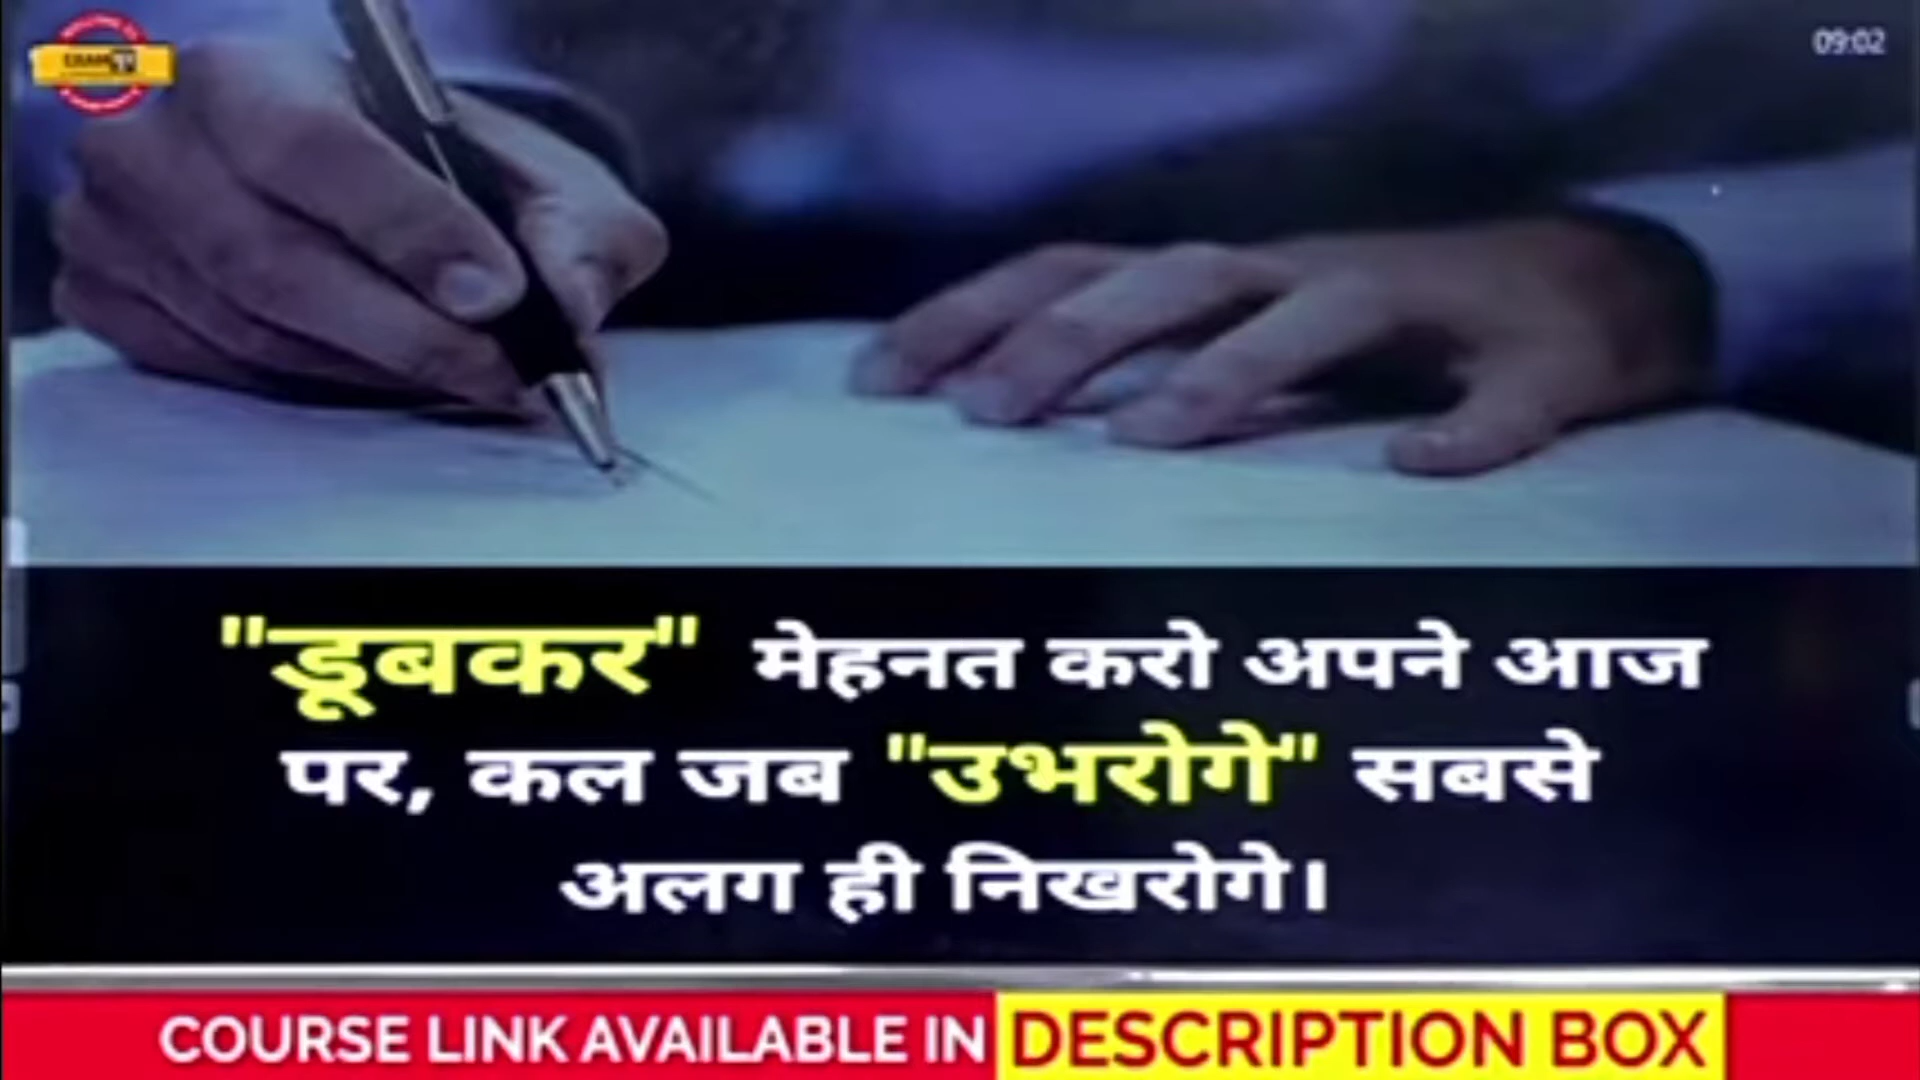 09:02
"डूबकर" मेहनत करो अपने आज
पर, कल जब "उभरोगे" सबसे
अलग ही निखरोगे।
COURSE LINK AVAILABLE IN DESCRIPTION BOX